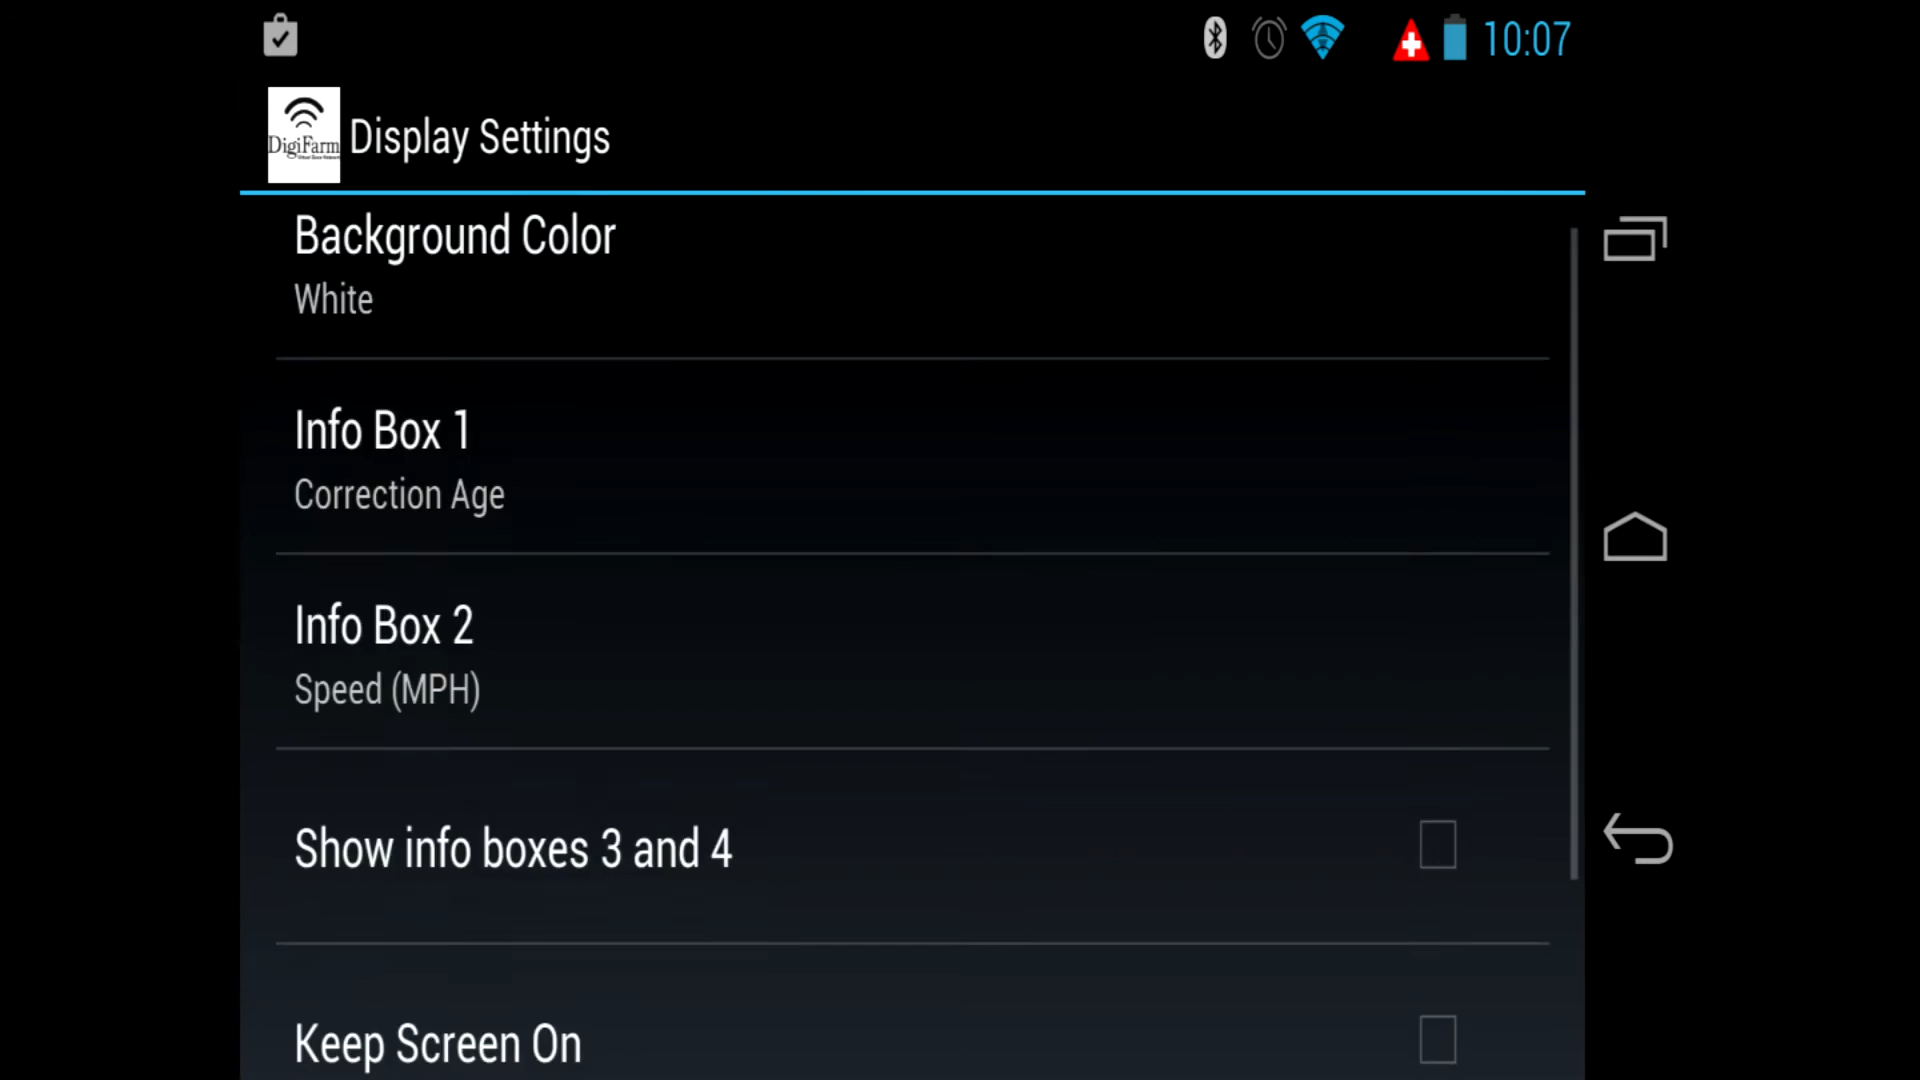 10:07
DigiFarm
Display Settings
Background Color
White
Info Box 1
Correction Age
Info Box 2
Speed (MPH)
Show info boxes 3 and 4
Keep Screen On